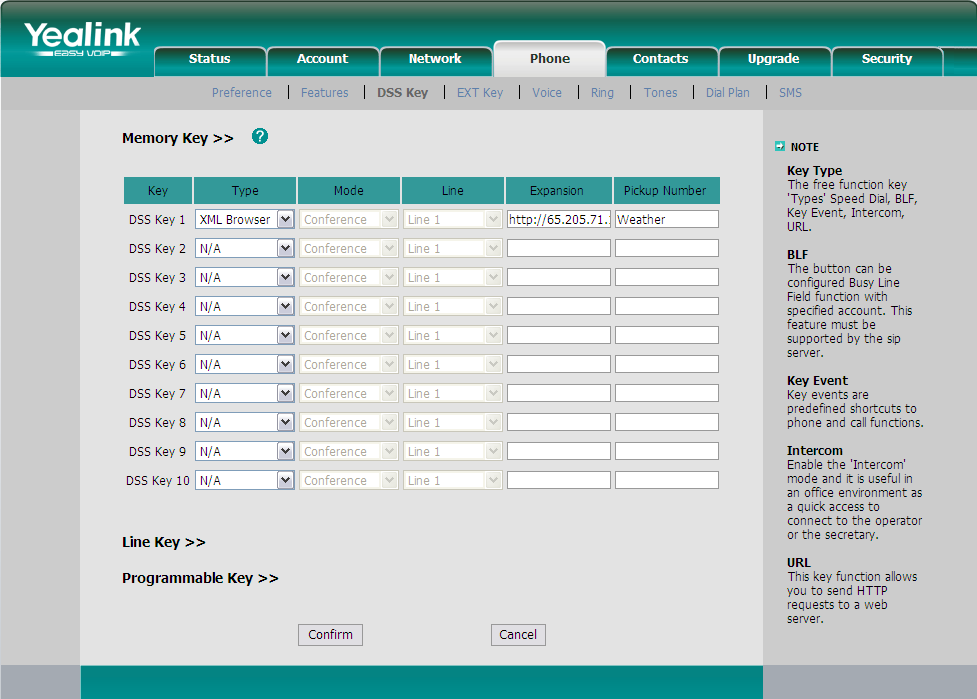 Yealink
EASY VOIP
Status Account Network Phone Contacts Upgrade Security
Preference Features DSS Key EXT Key Voice Ring Tones Dial Plan SMS
Memory Key >> ?
Key Type Mode Line Expansion Pickup Number
DSS Key 1 XML Browser Conference Line 1 http://65.205.71. Weather
DSS Key 2 N/A Conference Line 1
DSS Key 3 N/A Conference Line 1
DSS Key 4 N/A Conference Line 1
DSS Key 5 N/A Conference Line 1
DSS Key 6 N/A Conference Line 1
DSS Key 7 N/A Conference Line 1
DSS Key 8 N/A Conference Line 1
DSS Key 9 N/A Conference Line 1
DSS Key 10 N/A Conference Line 1
Line Key >>
Programmable Key >>
Confirm Cancel
NOTE
Key Type
The free function key
'Types' Speed Dial, BLF,
Key Event, Intercom,
URL.
BLF
The button can be
configured Busy Line
Field function with
specified account. This
feature must be
supported by the sip
server.
Key Event
Key events are
predefined shortcuts to
phone and call functions.
Intercom
Enable the 'Intercom'
mode and it is useful in
an office environment as
a quick access to
connect to the operator
or the secretary.
URL
This key function allows
you to send HTTP
requests to a web
server.